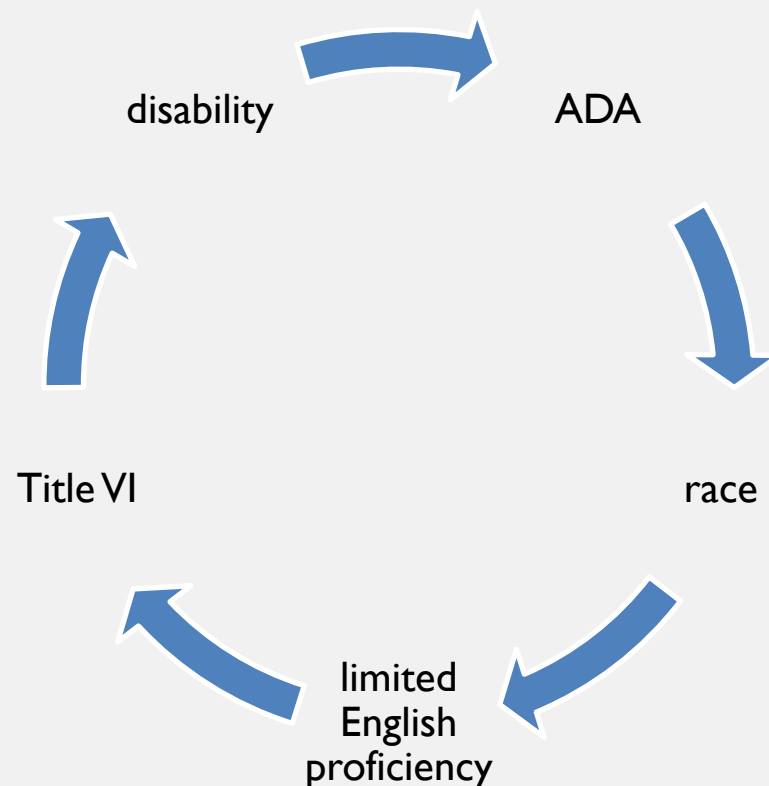 disability
ADA
race
limited
English
proficiency
Title VI